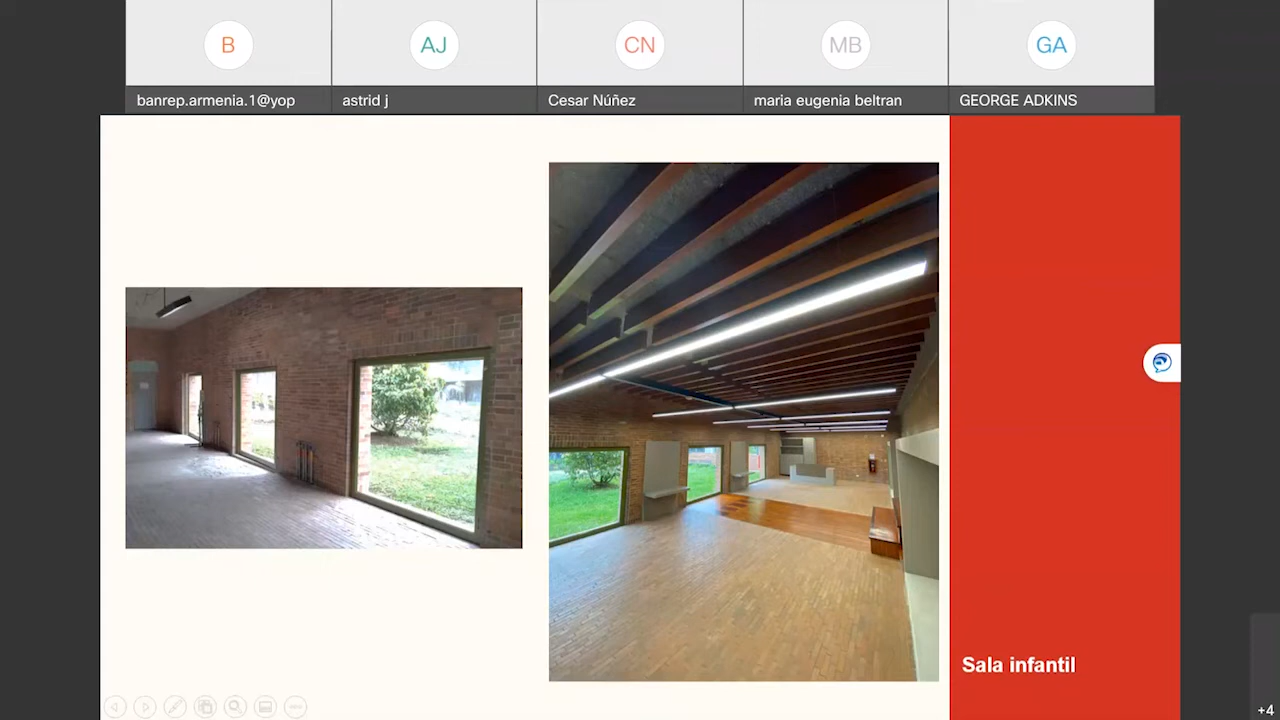 B
AJ
CN
MB
GA
banrep.armenia.1@yop
astrid j
Cesar Núñez
maria eugenia beltran
GEORGE ADKINS
Sala infantil
+4